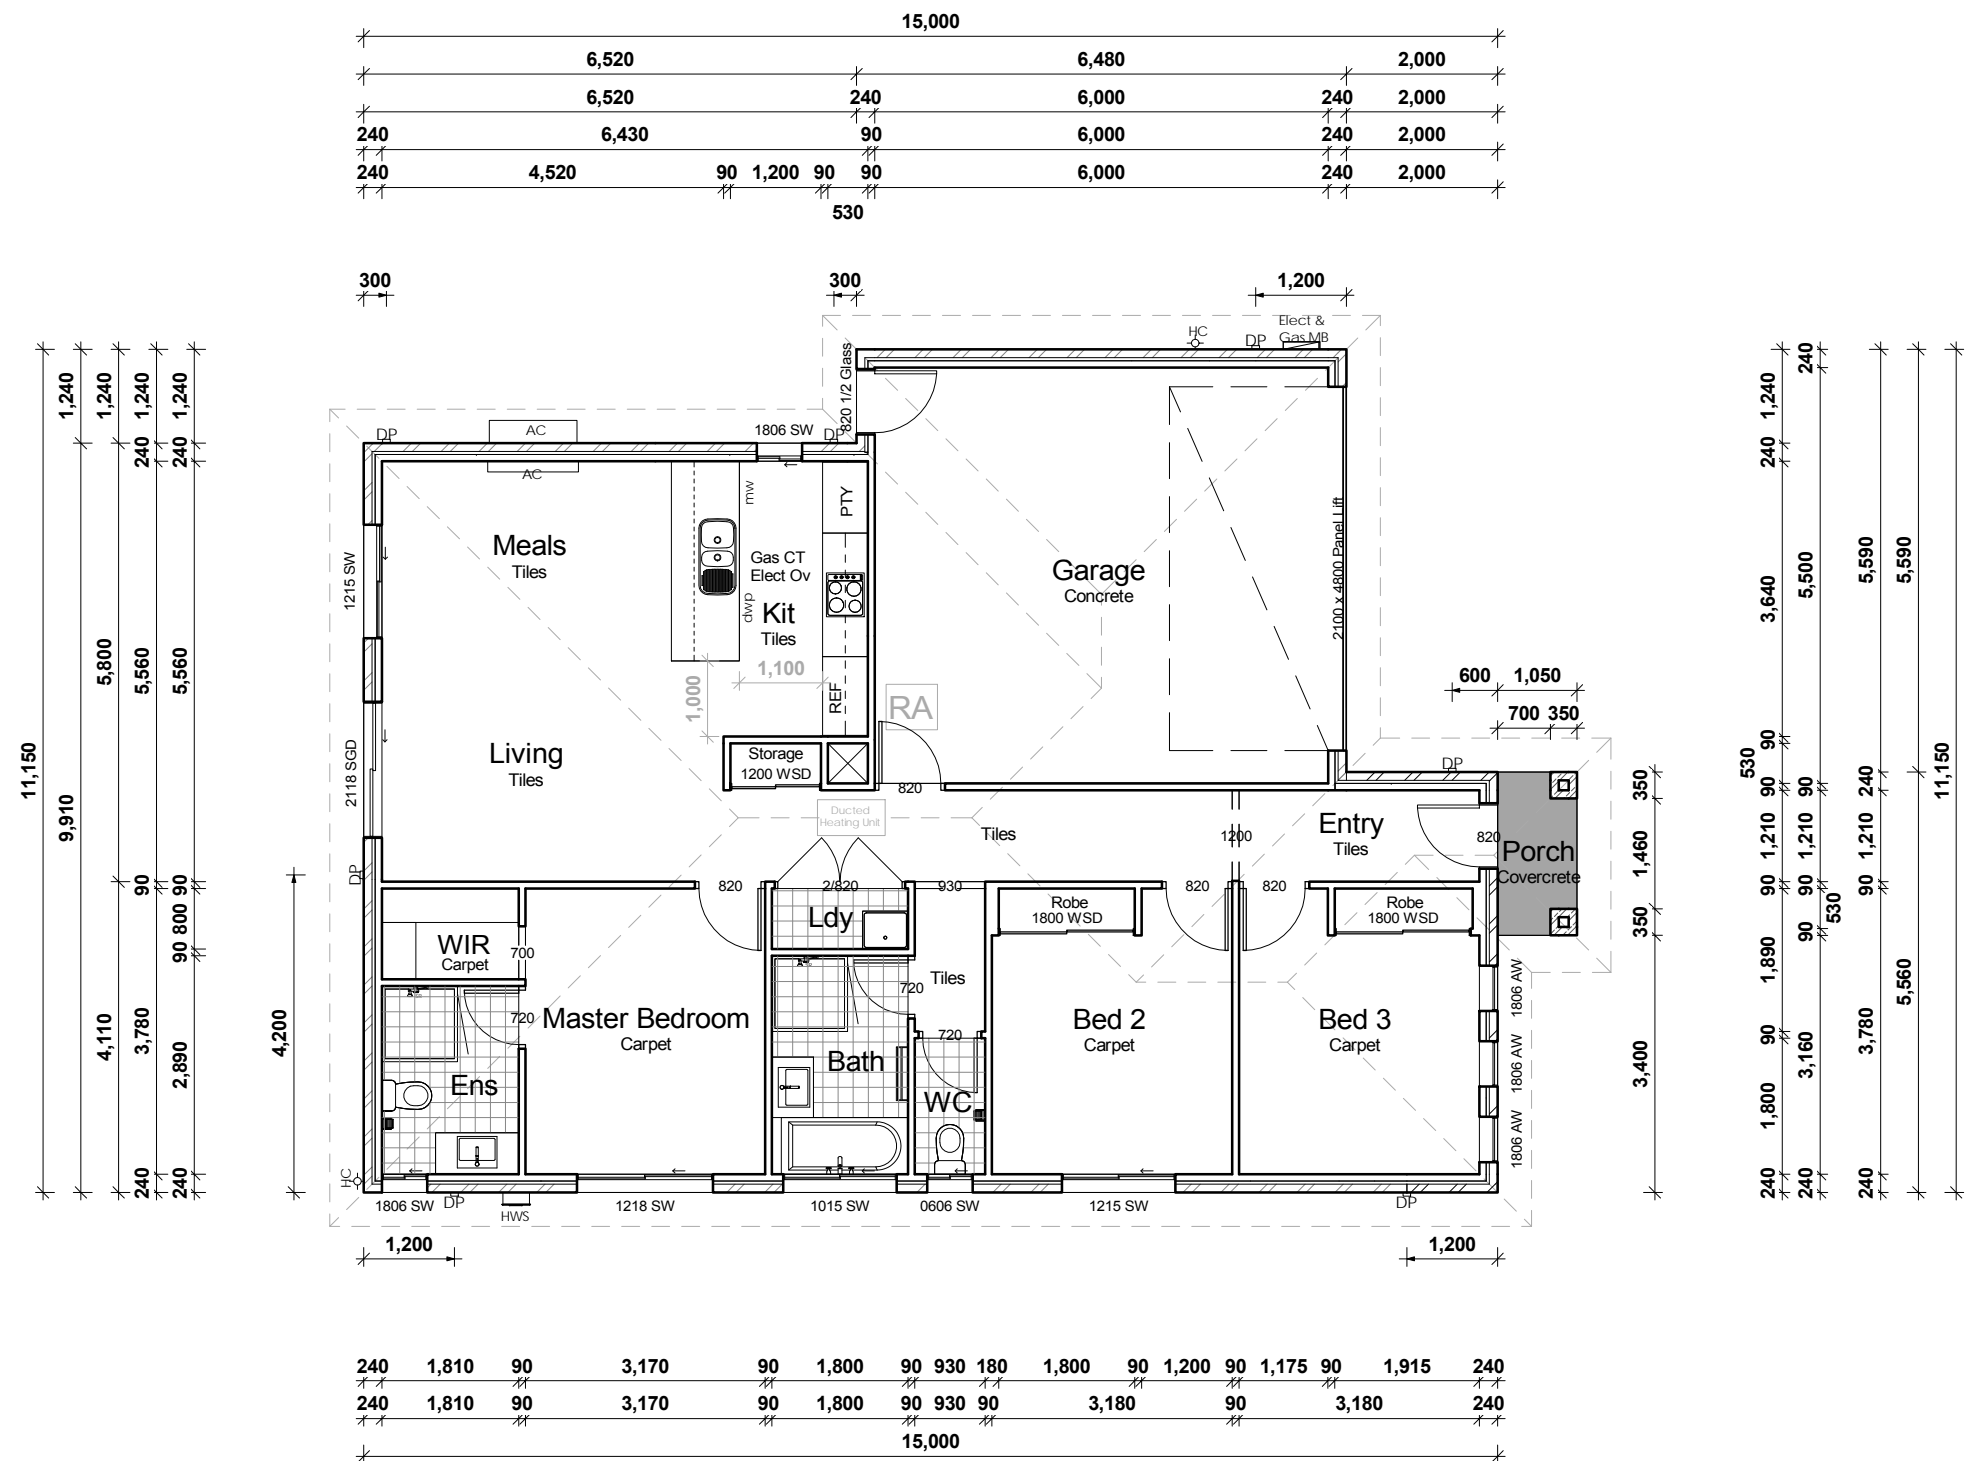 15,000
6,520 6,480 2,000
6,520 240 6,000 240 2,000
240 6,430 90 6,000 240 2,000
240 4,520 90 1,200 90 90 6,000 240 2,000
530
300 300 1,200
11,150
1,240
9,910
1,240
5,800
4,110
1,240
240
5,560
90
3,780
240
1,240
240
5,560
90
800
90
2,890
240
4,200
DP
AC
AC
1806 SW
DP
820 1/2 Glass
HC
DP
Elect &
Gas MB
1215 SW
Meals
Tiles
mw
PTY
Gas CT
Elect Ov
dwp
Kit
Tiles
1,100
1,000
REF
RA
Garage
Concrete
2100 x 4800 Panel Lift
2118 SGD
Living
Tiles
Storage
1200 WSD
820
Ducted
Heating Unit
Tiles
1200
Entry
Tiles
820
DP
600 1,050
700 350
Porch
Covercrete
DP
820
2/820
930
820
820
Ldy
Robe
1800 WSD
Robe
1800 WSD
WIR
Carpet
700
720
Master Bedroom
Carpet
Ens
720
Tiles
720
Bath
WC
Bed 2
Carpet
Bed 3
Carpet
1806 AW
1806 AW
1806 AW
HC
1806 SW
DP
HWS
1218 SW
1015 SW
0606 SW
1215 SW
DP
1,200
1,200
350
1,460
350
3,400
1,240
240
3,640
90
530
90
1,210
90
1,890
90
1,800
240
240
5,500
90
1,210
90
530
90
3,160
240
5,590
240
1,210
90
3,780
240
5,590
5,560
11,150
240 1,810 90 3,170 90 1,800 90 930 180 1,800 90 1,200 90 1,175 90 1,915 240
240 1,810 90 3,170 90 1,800 90 930 90 3,180 90 3,180 240
15,000